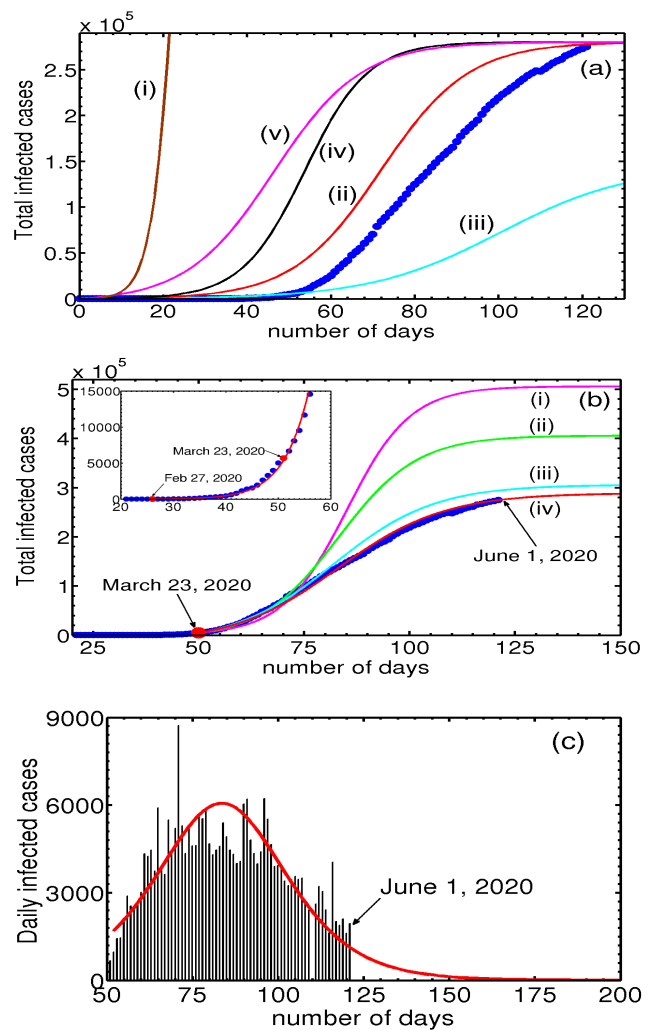 x 10^5
2.5
2
1.5
1
0.5
0
Total infected cases
(i)
(v)
(iv)
(ii)
(iii)
(a)
0 20 40 60 80 100 120
number of days
x 10^5
5
4
3
2
1
0
Total infected cases
15000
10000
5000
0
March 23, 2020
Feb 27, 2020
20 30 40 50 60
(i)
(b)
(ii)
(iii)
(iv)
June 1, 2020
March 23, 2020
25 50 75 100 125 150
number of days
9000
6000
3000
0
Daily infected cases
(c)
June 1, 2020
50 75 100 125 150 175 200
number of days